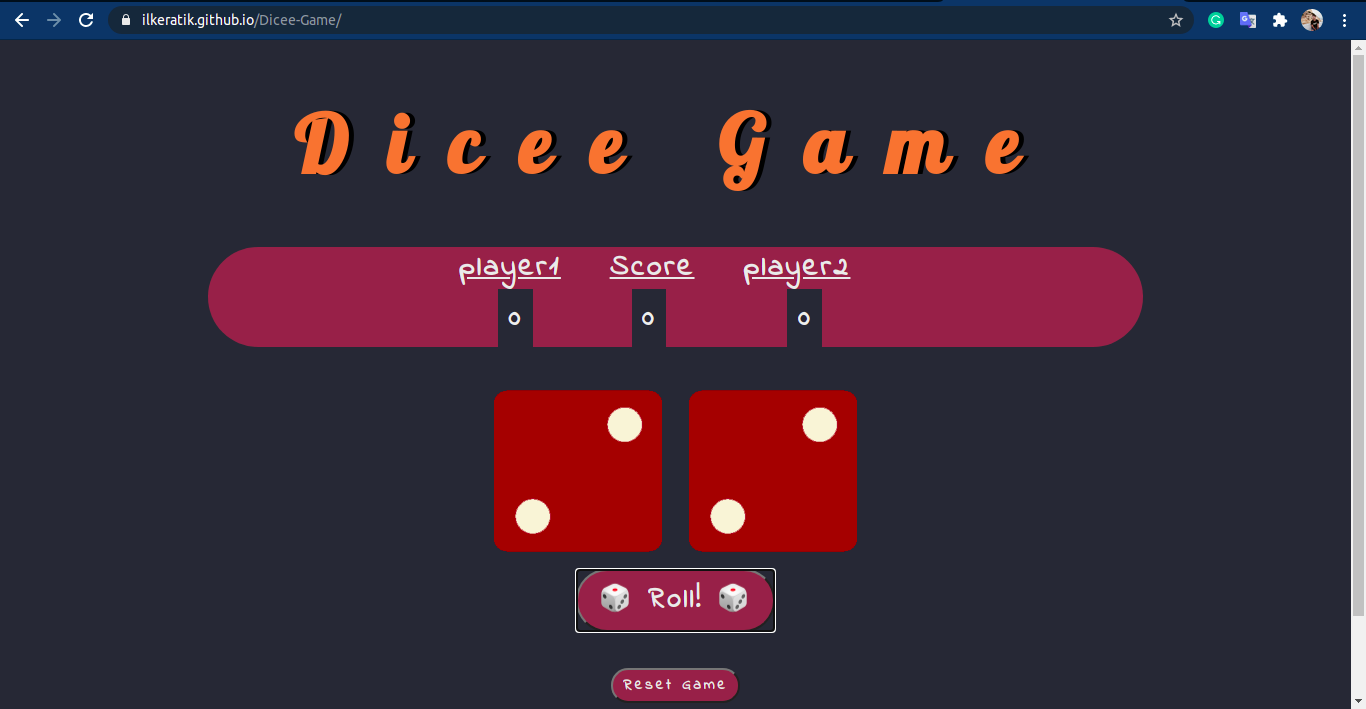 ilkeratik.github.io/Dicee-Game/
Dicee Game
player1 Score player2
0 0 0
Roll!
Reset Game